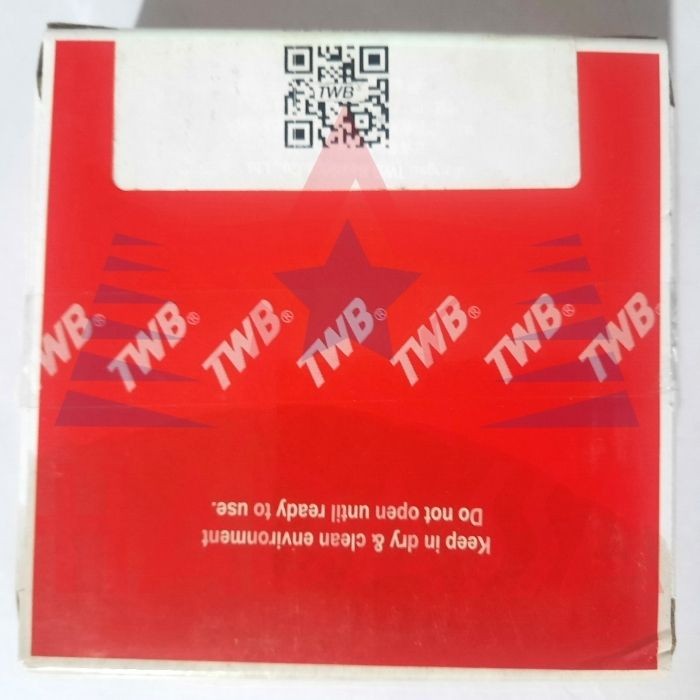 TWB
TWB® TWB® TWB® TWB® TWB® TWB® TWB®
Keep in dry & clean environment
Do not open until ready to use.